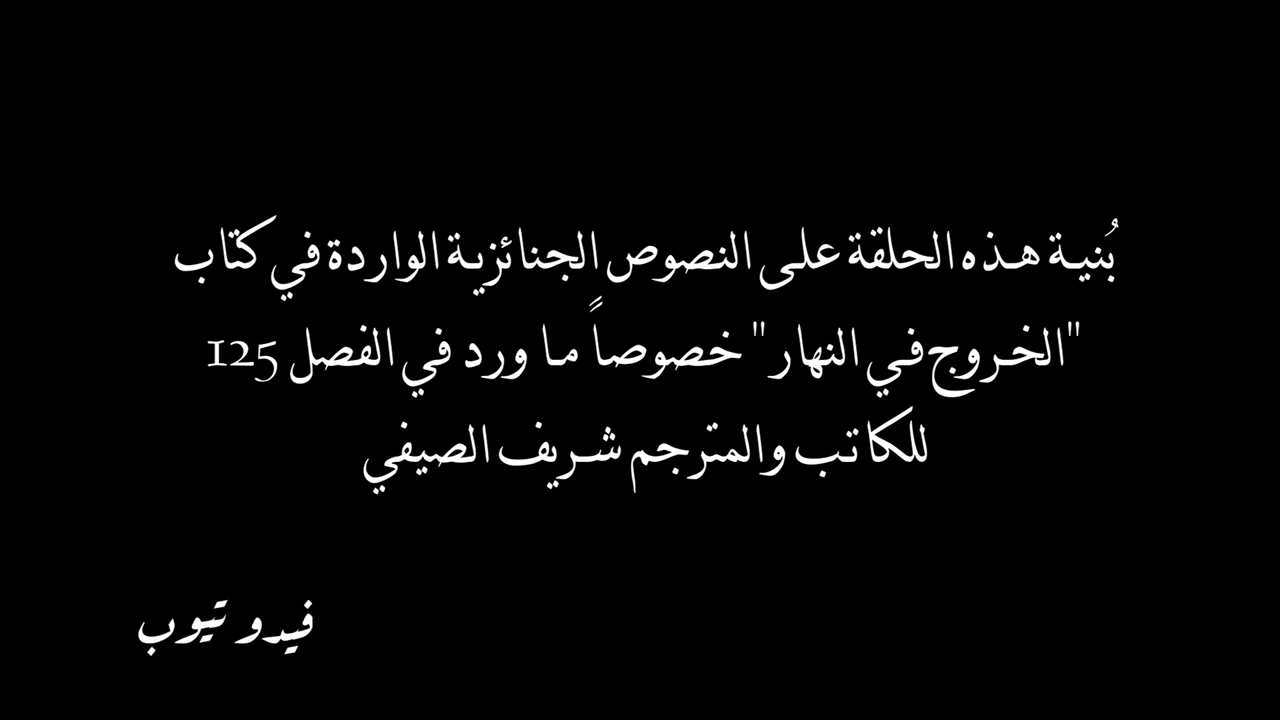 بُنية هذه الحلقة على النصوص الجنائزية الواردة في كتاب
"الخروج في النهار" خصوصاً ما ورد في الفصل 125
للكاتب والمترجم شريف الصيفي
فيدو تيوب